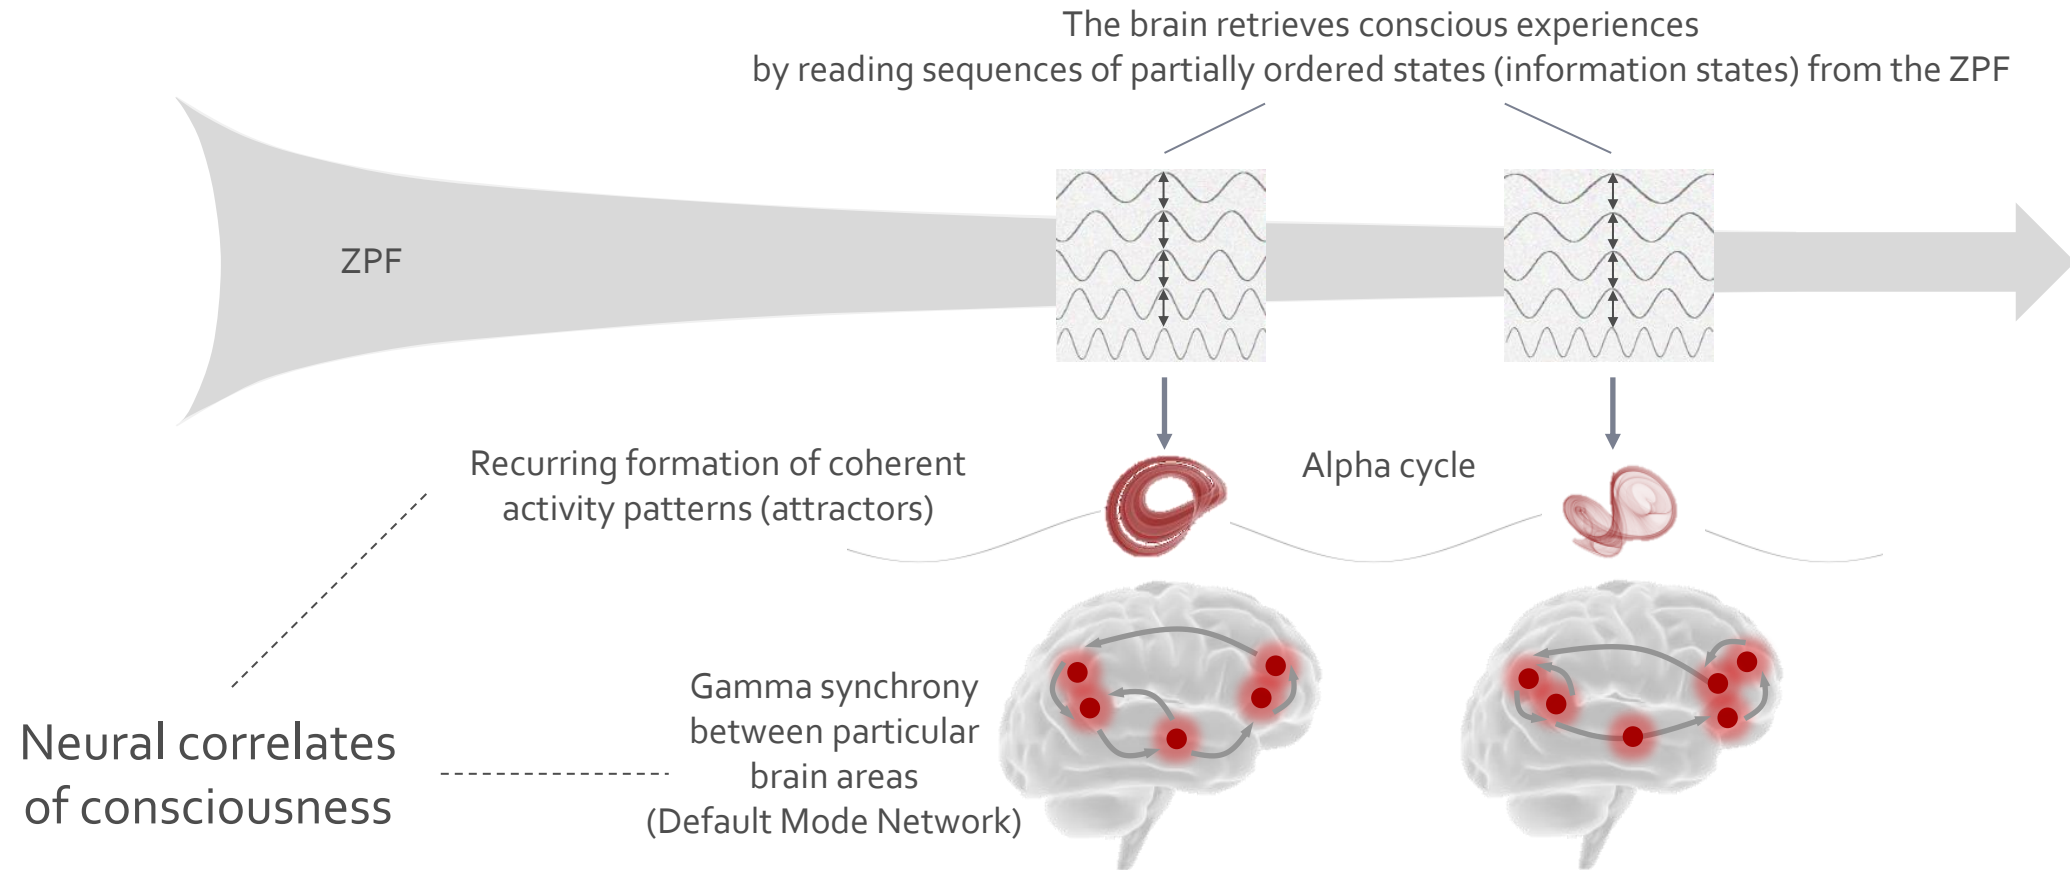 The brain retrieves conscious experiences
by reading sequences of partially ordered states (information states) from the ZPF
ZPF
Recurring formation of coherent
activity patterns (attractors)
Alpha cycle
Gamma synchrony
between particular
brain areas
(Default Mode Network)
Neural correlates
of consciousness